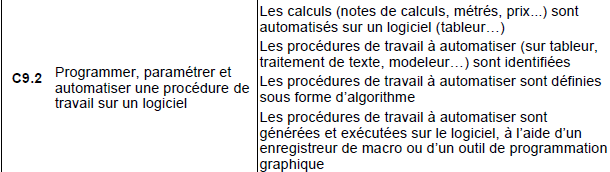 Les calculs (notes de calculs, métrés, prix...) sont
automatisés sur un logiciel (tableur…)
Les procédures de travail à automatiser (sur tableur,
traitement de texte, modeleur…) sont identifiées
C9.2 Programmer, paramétrer et
automatiser une procédure de
travail sur un logiciel
Les procédures de travail à automatiser sont définies
sous forme d’algorithme
Les procédures de travail à automatiser sont
générées et exécutées sur le logiciel, à l’aide d’un
enregistreur de macro ou d’un outil de programmation
graphique